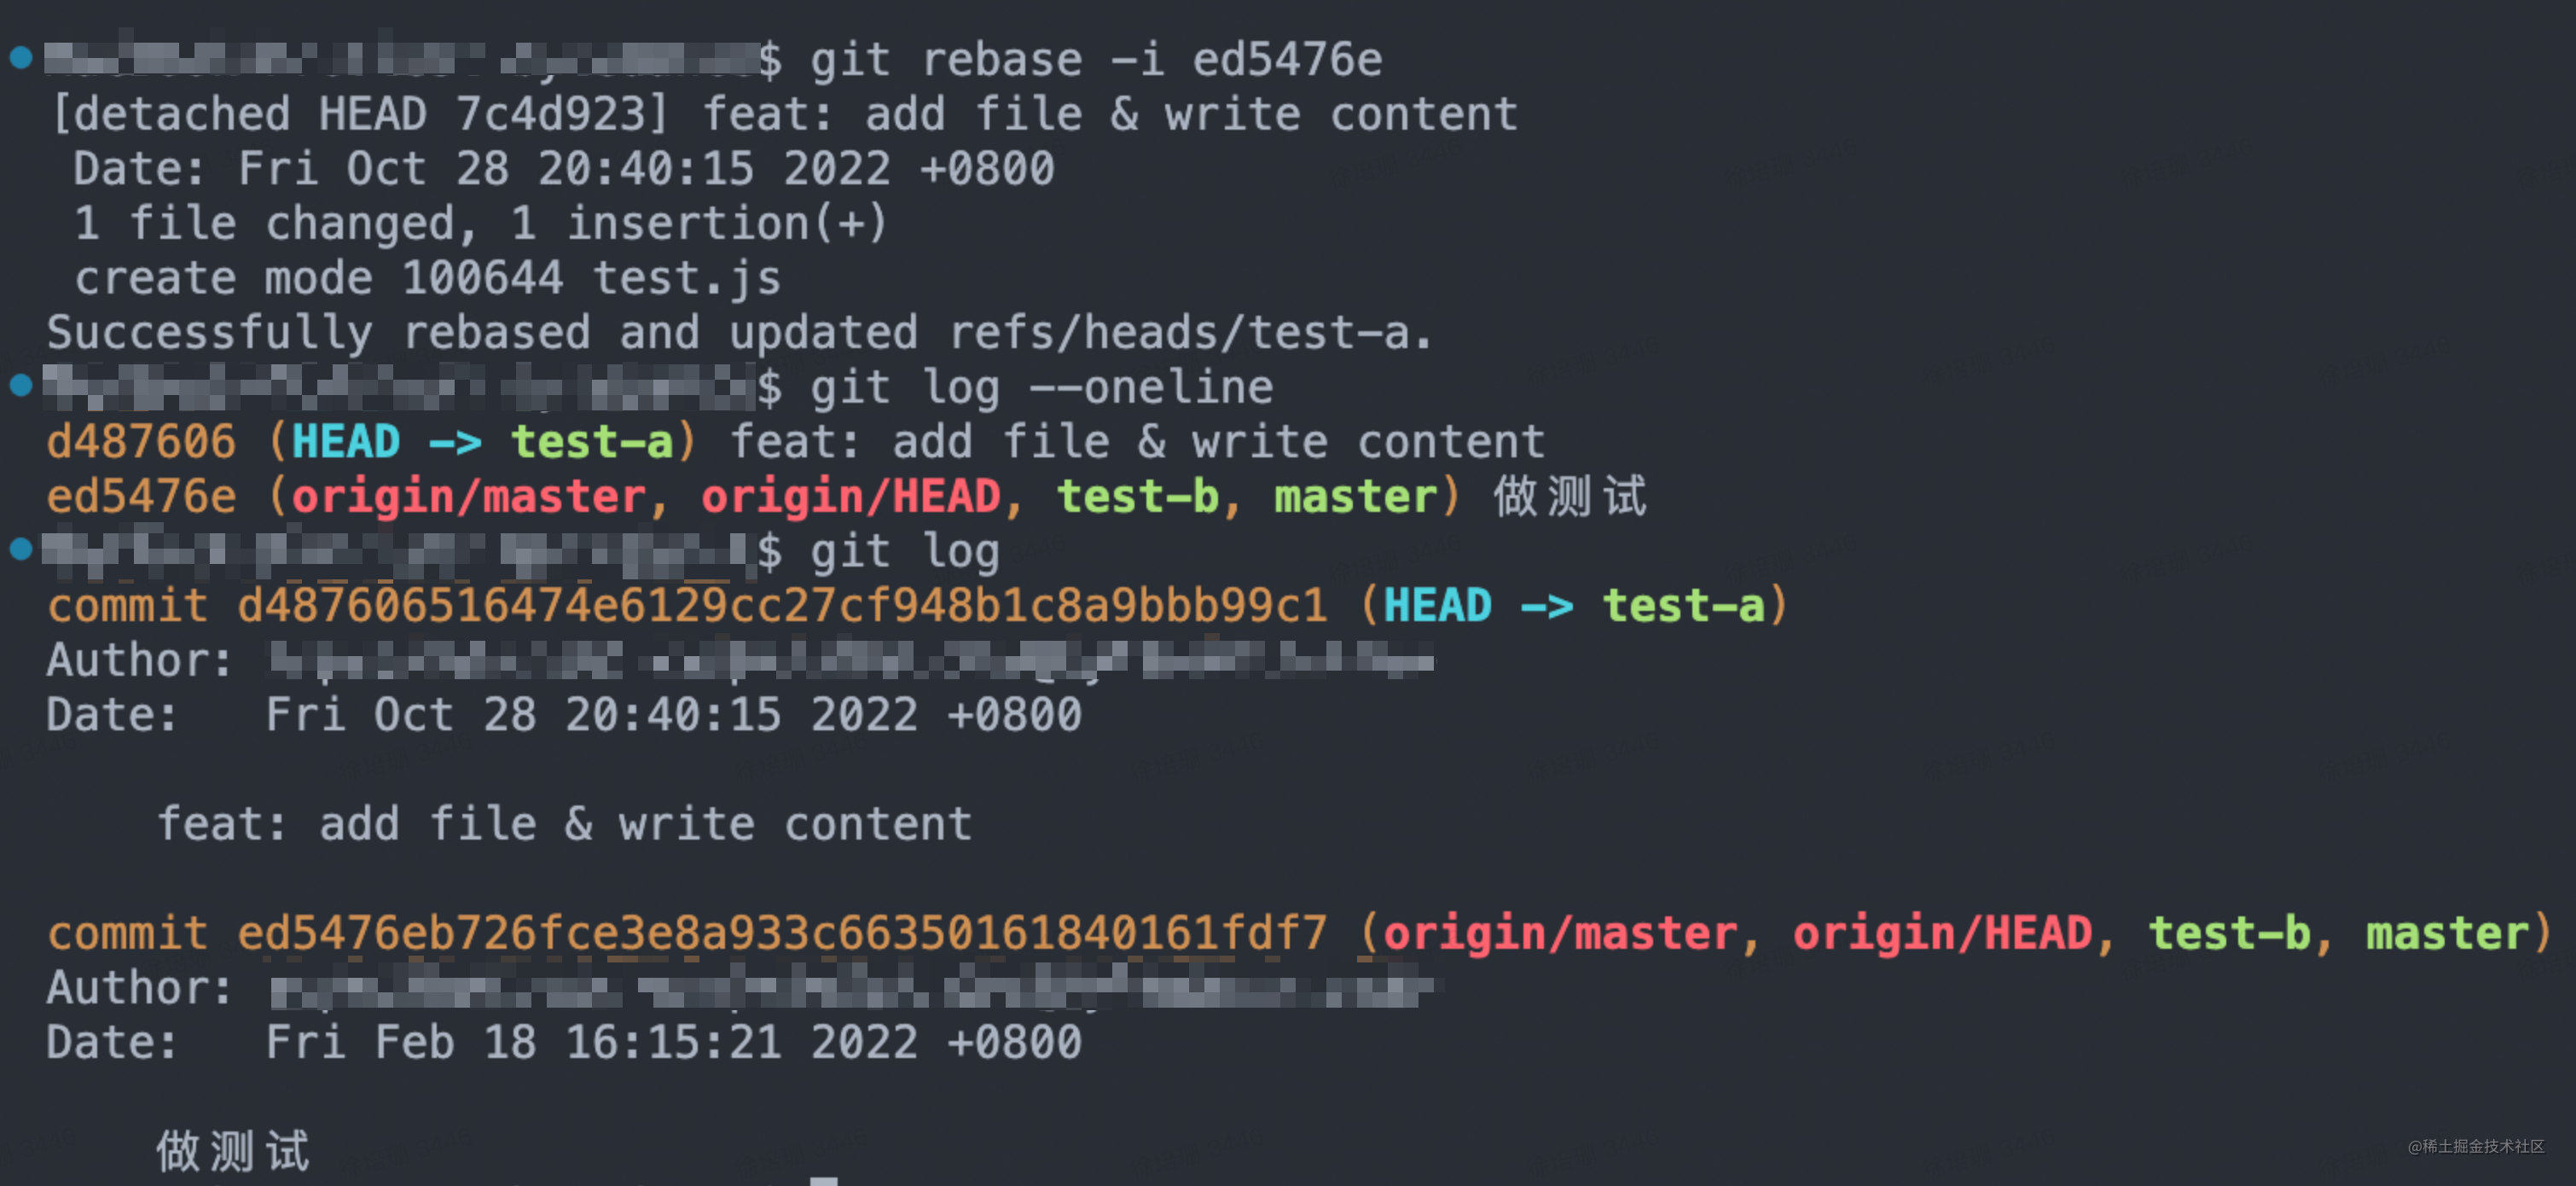 $ git rebase -i ed5476e
[detached HEAD 7c4d923] feat: add file & write content
Date: Fri Oct 28 20:40:15 2022 +0800
1 file changed, 1 insertion(+)
create mode 100644 test.js
Successfully rebased and updated refs/heads/test-a.
$ git log --oneline
d487606 (HEAD -> test-a) feat: add file & write content
ed5476e (origin/master, origin/HEAD, test-b, master) 做测试
$ git log
commit d487606516474e6129cc27cf948b1c8a9bbb99c1 (HEAD -> test-a)
Author:
Date: Fri Oct 28 20:40:15 2022 +0800
feat: add file & write content
commit ed5476eb726fce3e8a933c66350161840161fdf7 (origin/master, origin/HEAD, test-b, master)
Author:
Date: Fri Feb 18 16:15:21 2022 +0800
做测试
@稀土掘金技术社区